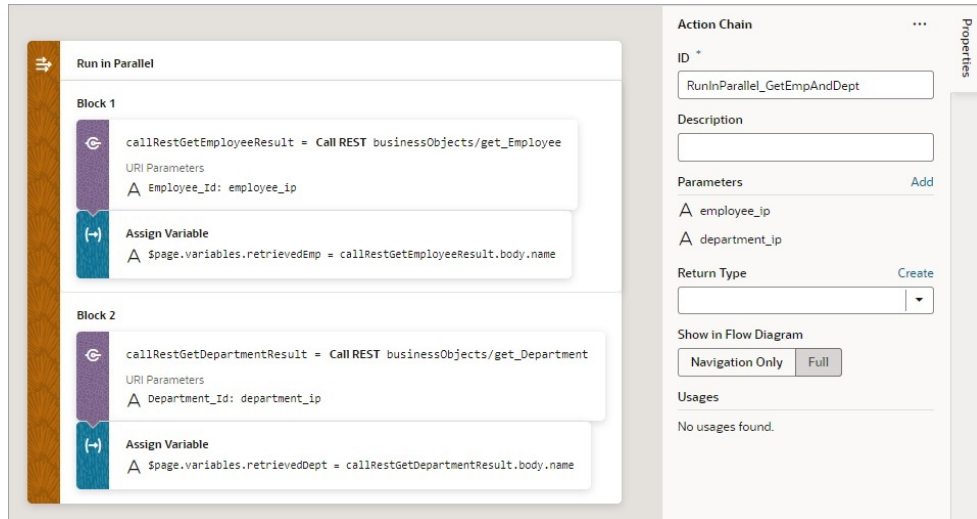 Run in Parallel
Block 1
callRestGetEmployeeResult = Call REST businessObjects/get_Employee
URI Parameters
A Employee_Id: employee_ip
Assign Variable
A $page.variables.retrievedEmp = callRestGetEmployeeResult.body.name
Block 2
callRestGetDepartmentResult = Call REST businessObjects/get_Department
URI Parameters
A Department_Id: department_ip
Assign Variable
A $page.variables.retrievedDept = callRestGetDepartmentResult.body.name
Action Chain ...
ID *
RunInParallel_GetEmpAndDept
Description
Parameters Add
A employee_ip
A department_ip
Return Type Create
Show in Flow Diagram
Navigation Only Full
Usages
No usages found.
Properties